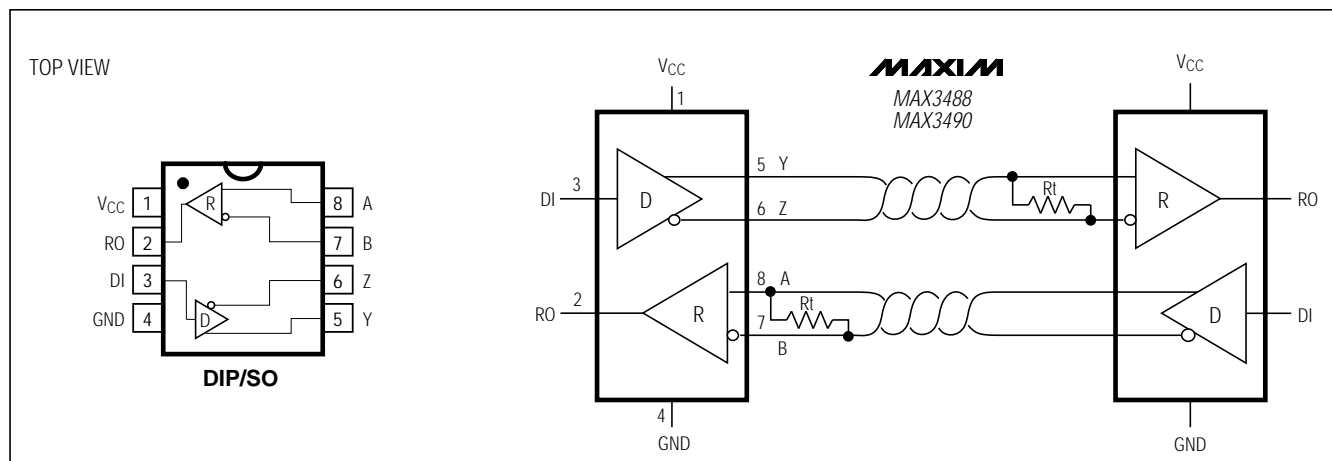 TOP VIEW
VCC 1
RO 2
DI 3
GND 4
8 A
7 B
6 Z
5 Y
R
D
DIP/SO
MAXIM
MAX3488
MAX3490
VCC
1
VCC
DI 3
D
5 Y
6 Z
Rt
R
RO
RO 2
R
8 A
7
B
Rt
D
DI
4
GND
GND